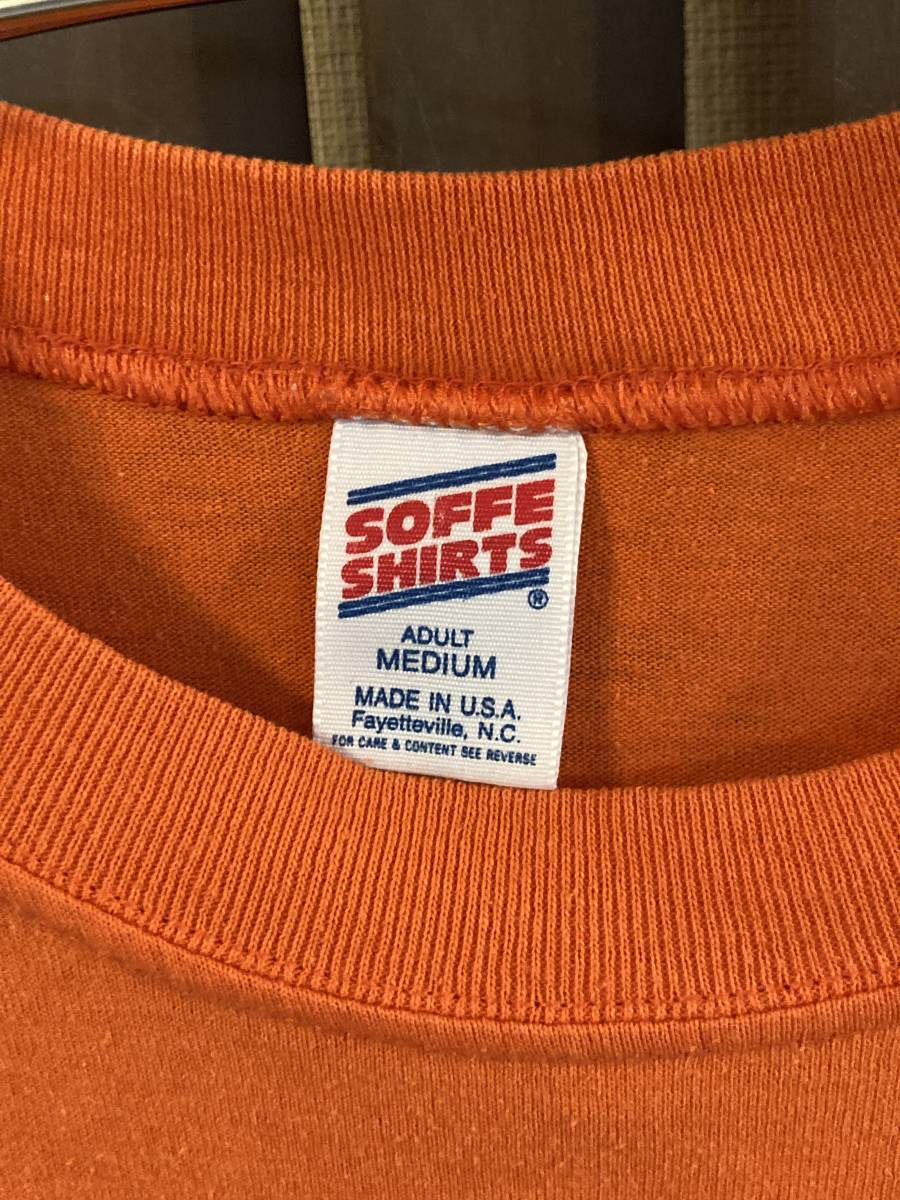 SOFFE
SHIRTS
®
ADULT
MEDIUM
MADE IN U.S.A.
Fayetteville, N.C.
FOR CARE & CONTENT SEE REVERSE